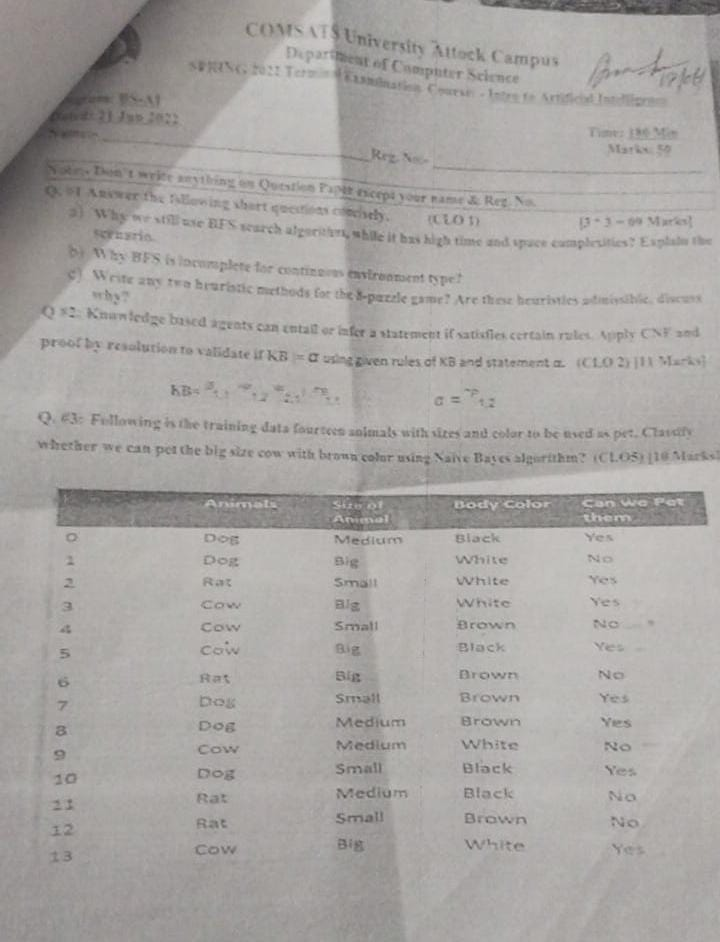 COMSATS University Attock Campus
Department of Computer Science
SPRING 2022 Terminal Examination Course: - Intro to Artificial Intelligence
BS-AI
Dated: 21 Jun 2022
Time: 180 Min
Name:-
Reg. No:-
Marks: 50
Note:- Don't write anything on Question Paper except your name & Reg. No.
Q. #1 Answer the following short questions concisely. (CLO 1) [3*3=09 Marks]
a) Why we still use BFS search algorithm, while it has high time and space complexities? Explain the
scenario.
b) Why BFS is incomplete for continuous environment type?
c) Write any two heuristic methods for the 8-puzzle game? Are these heuristics admissible, discuss
why?
Q #2: Knowledge based agents can entail or infer a statement if satisfies certain rules. Apply CNF and
proof by resolution to validate if KB |= α using given rules of KB and statement α. (CLO 2) [11 Marks]
KB=
α = ¬P1,2
Q. #3: Following is the training data fourteen animals with sizes and color to be used as pet. Classify
whether we can pet the big size cow with brown color using Naive Bayes algorithm? (CLO5) [10 Marks]
Animals Size of Animal Body Color Can We Pet them
0 Dog Medium Black Yes
1 Dog Big White No
2 Rat Small White Yes
3 Cow Big White Yes
4 Cow Small Brown No
5 Cow Big Black Yes
6 Rat Big Brown No
7 Dog Small Brown Yes
8 Dog Medium Brown Yes
9 Cow Medium White No
10 Dog Small Black Yes
11 Rat Medium Black No
12 Rat Small Brown No
13 Cow Big White Yes